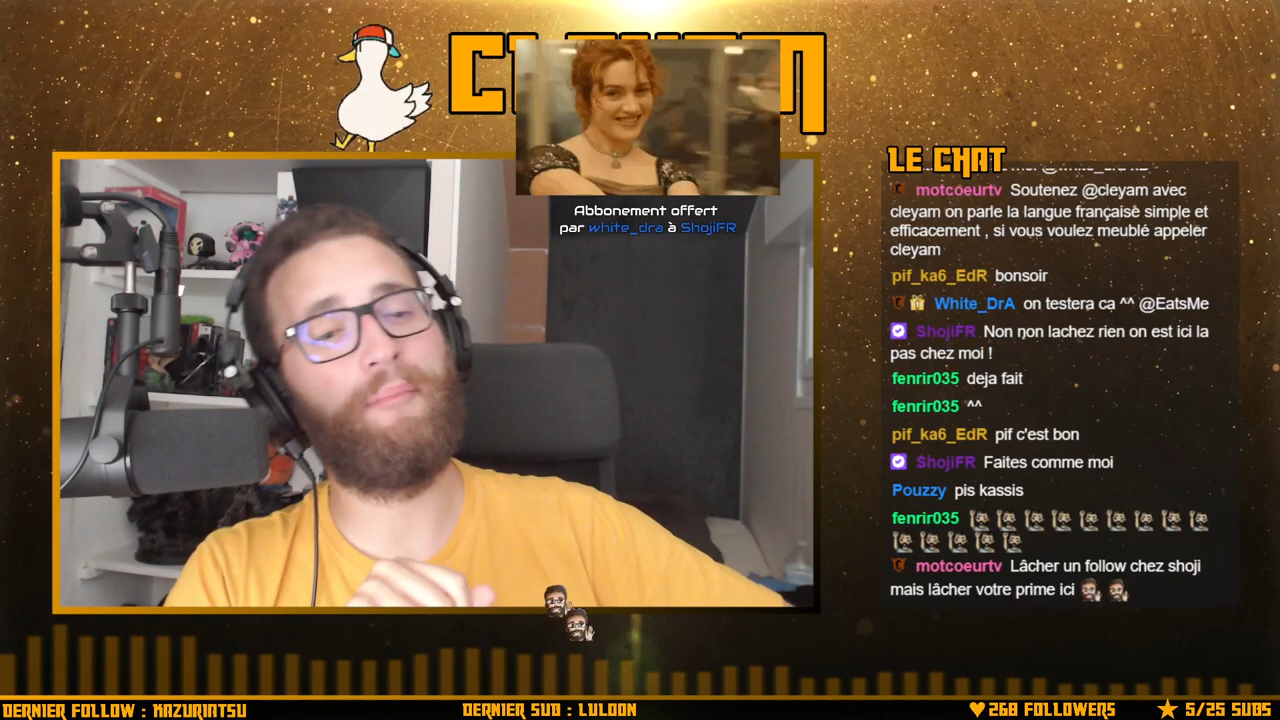 Abbonement offert
par white_dra à ShojiFR
LE CHAT
motcoeurtv Soutenez @cleyam avec
cleyam on parle la langue française simple et
efficacement , si vous voulez meublé appeler
cleyam
pif_ka6_EdR bonsoir
White_DrA on testera ca ^^ @EatsMe
ShojiFR Non non lachez rien on est ici la
pas chez moi !
fenrir035 deja fait
fenrir035 ^^
pif_ka6_EdR pif c'est bon
ShojiFR Faites comme moi
Pouzzy pis kassis
fenrir035
motcoeurtv Lâcher un follow chez shoji
mais lâcher votre prime ici
DERNIER FOLLOW : KAZURIATSU
DERNIER SUB : LULOON
268 FOLLOWERS
5/25 SUBS